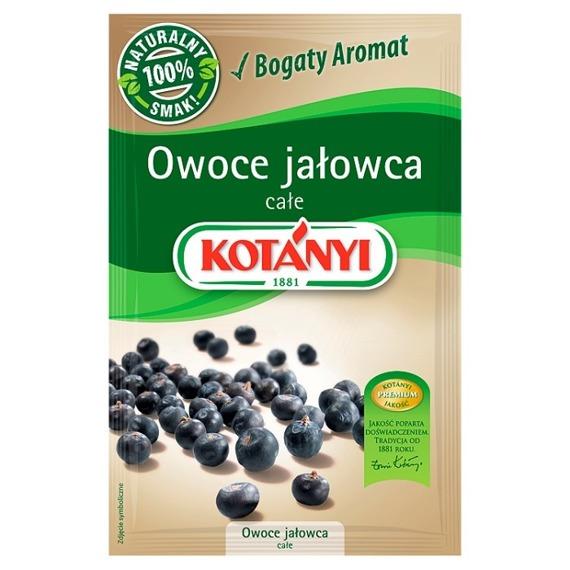 NATURALNY
100%
SMAK!
Bogaty Aromat
Owoce jałowca
całe
KOTÁNYI
1881
KOTÁNYI
PREMIUM
JAKOŚĆ
JAKOŚĆ POPARTA
DOŚWIADCZENIEM.
TRADYCJA OD
1881 ROKU.
Zdjęcie symboliczne
Owoce jałowca
całe